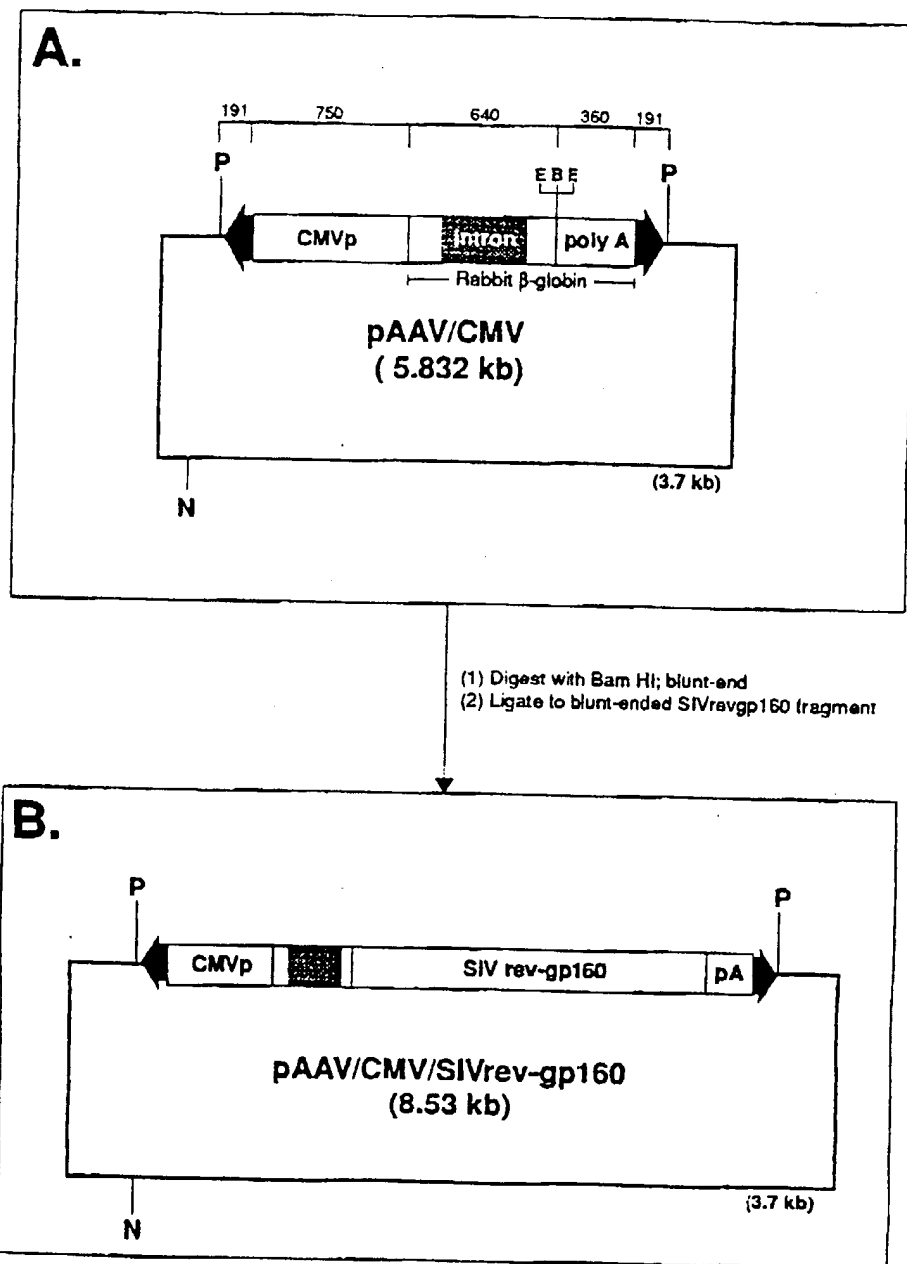 A.
191 750 640 360 191
P P
E B E
CMVp Intron poly A
Rabbit β-globin
pAAV/CMV
( 5.832 kb)
(3.7 kb)
N
(1) Digest with Bam HI; blunt-end
(2) Ligate to blunt-ended SIVrevgp160 fragment
B.
P P
CMVp SIV rev-gp160 pA
pAAV/CMV/SIVrev-gp160
(8.53 kb)
(3.7 kb)
N